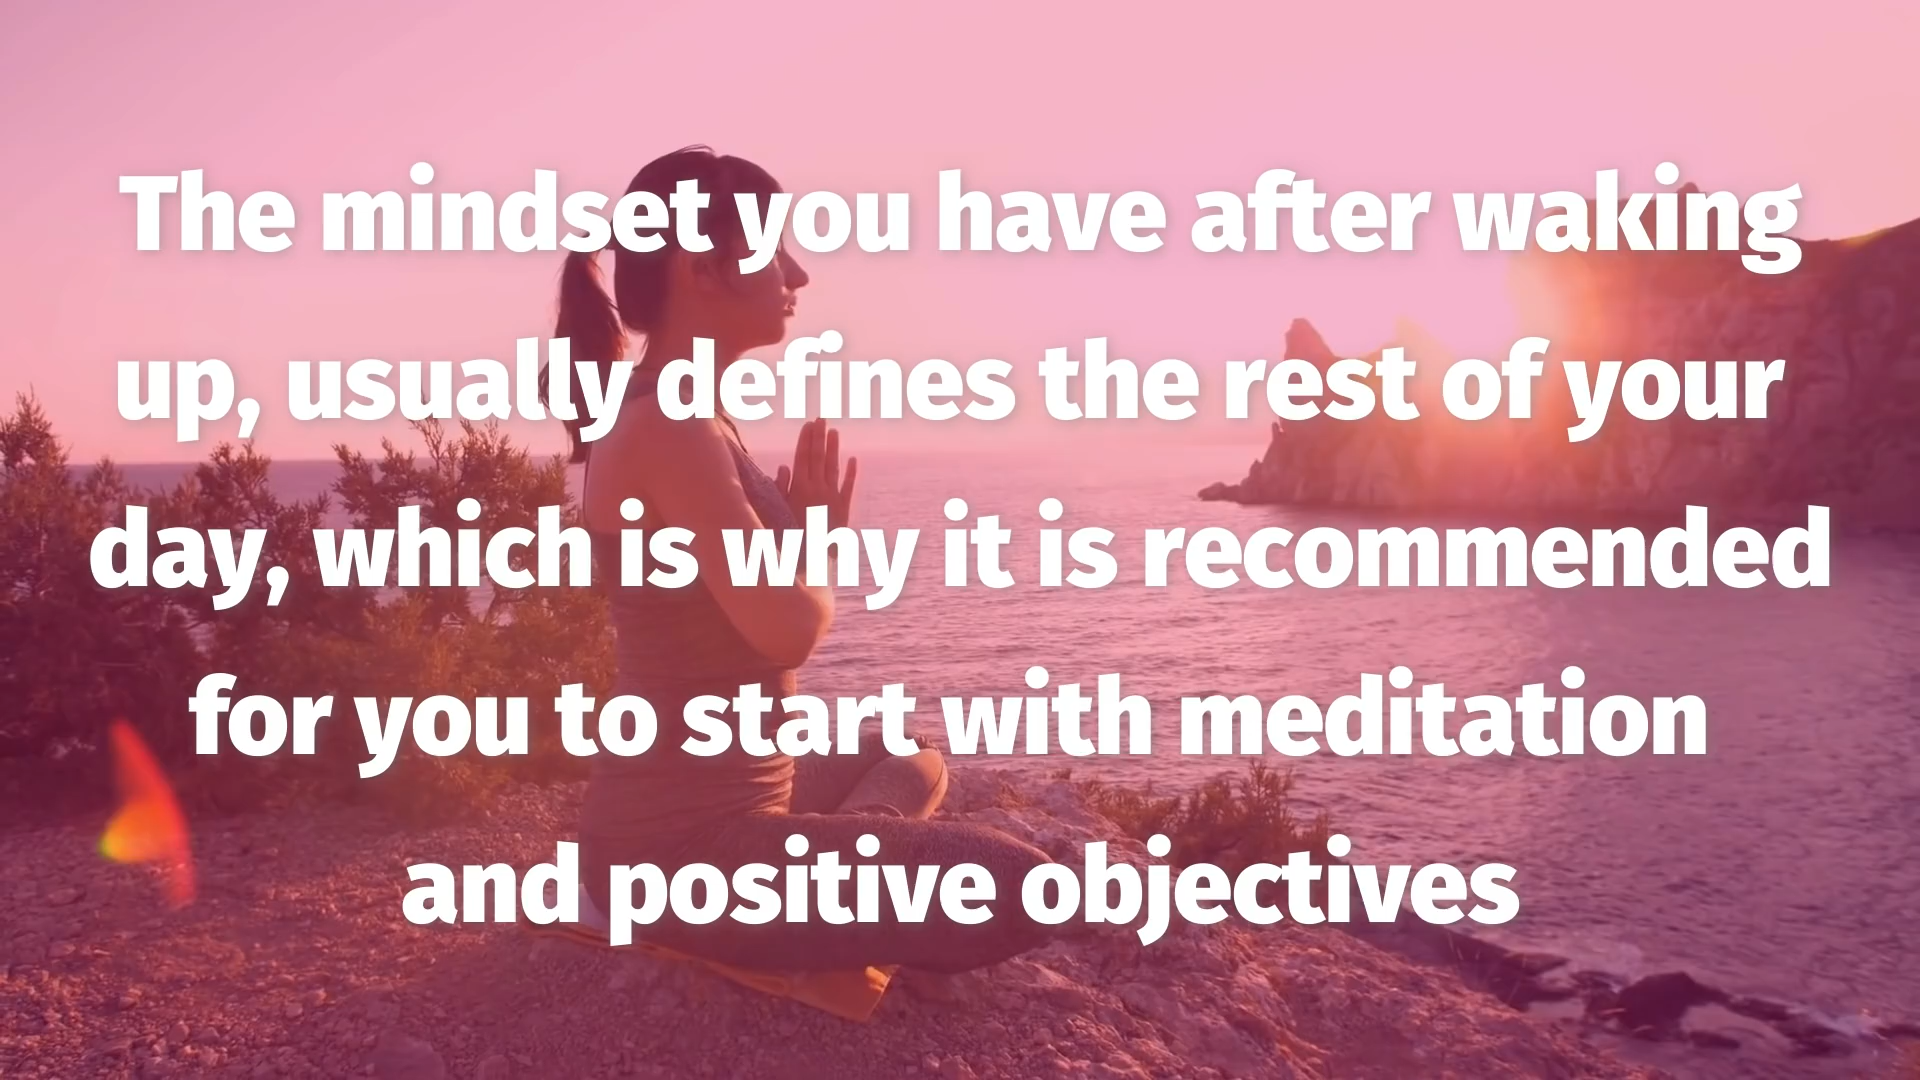 The mindset you have after waking
up, usually defines the rest of your
day, which is why it is recommended
for you to start with meditation
and positive objectives